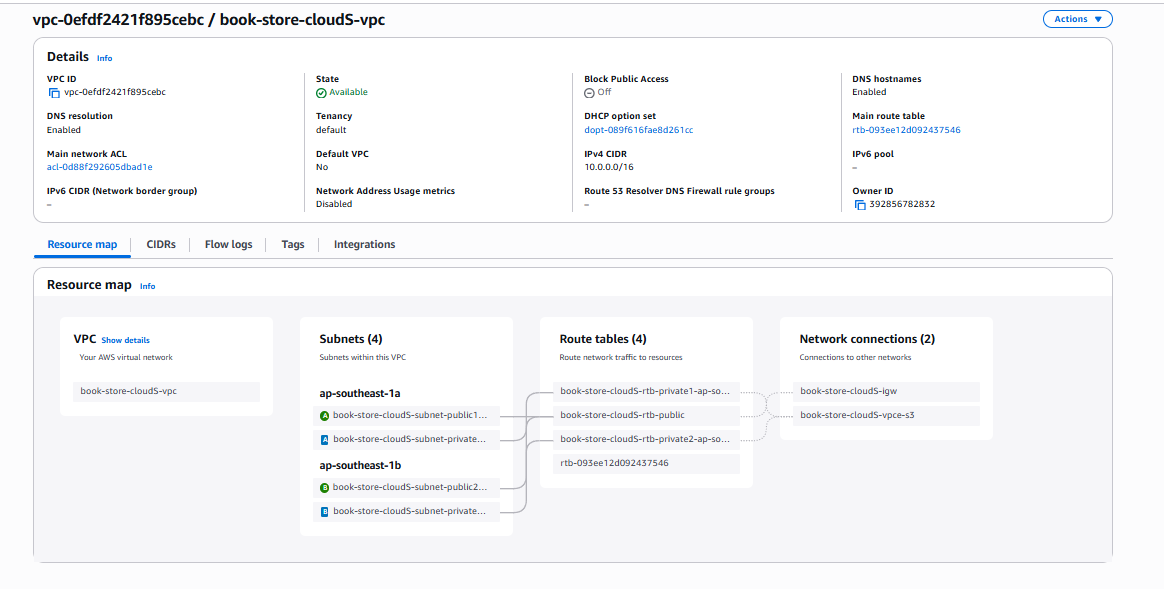 vpc-0efdf2421f895cebc / book-store-cloudS-vpc
Actions
Details Info
VPC ID
vpc-0efdf2421f895cebc
State
Available
Block Public Access
Off
DNS hostnames
Enabled
DNS resolution
Enabled
Tenancy
default
DHCP option set
dopt-089f616fae8d261cc
Main route table
rtb-093ee12d092437546
Main network ACL
acl-0d88f292605dbad1e
Default VPC
No
IPv4 CIDR
10.0.0.0/16
IPv6 pool
–
IPv6 CIDR (Network border group)
–
Network Address Usage metrics
Disabled
Route 53 Resolver DNS Firewall rule groups
–
Owner ID
392856782832
Resource map
CIDRs
Flow logs
Tags
Integrations
Resource map Info
VPC Show details
Your AWS virtual network
book-store-cloudS-vpc
Subnets (4)
Subnets within this VPC
ap-southeast-1a
A book-store-cloudS-subnet-public1...
A book-store-cloudS-subnet-private...
ap-southeast-1b
B book-store-cloudS-subnet-public2...
B book-store-cloudS-subnet-private...
Route tables (4)
Route network traffic to resources
book-store-cloudS-rtb-private1-ap-so...
book-store-cloudS-rtb-public
book-store-cloudS-rtb-private2-ap-so...
rtb-093ee12d092437546
Network connections (2)
Connections to other networks
book-store-cloudS-igw
book-store-cloudS-vpce-s3